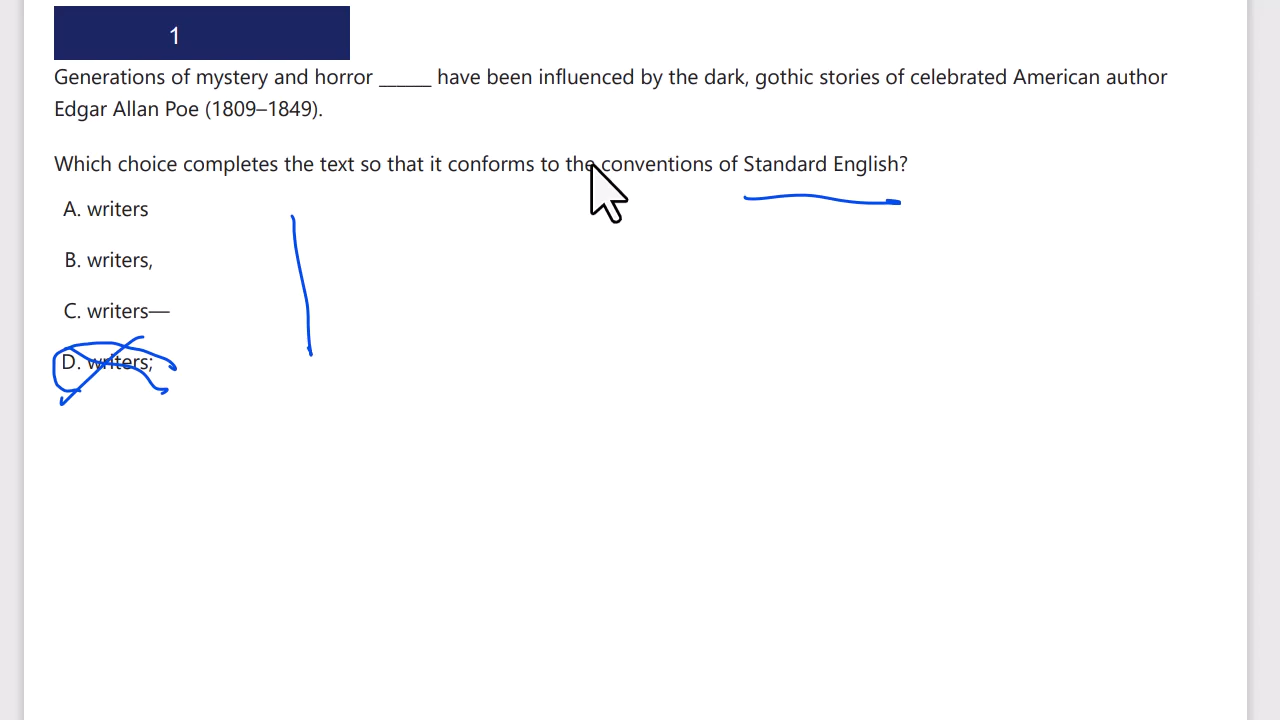 1
Generations of mystery and horror _____ have been influenced by the dark, gothic stories of celebrated American author
Edgar Allan Poe (1809–1849).
Which choice completes the text so that it conforms to the conventions of Standard English?
A. writers
B. writers,
C. writers—
D. writers;